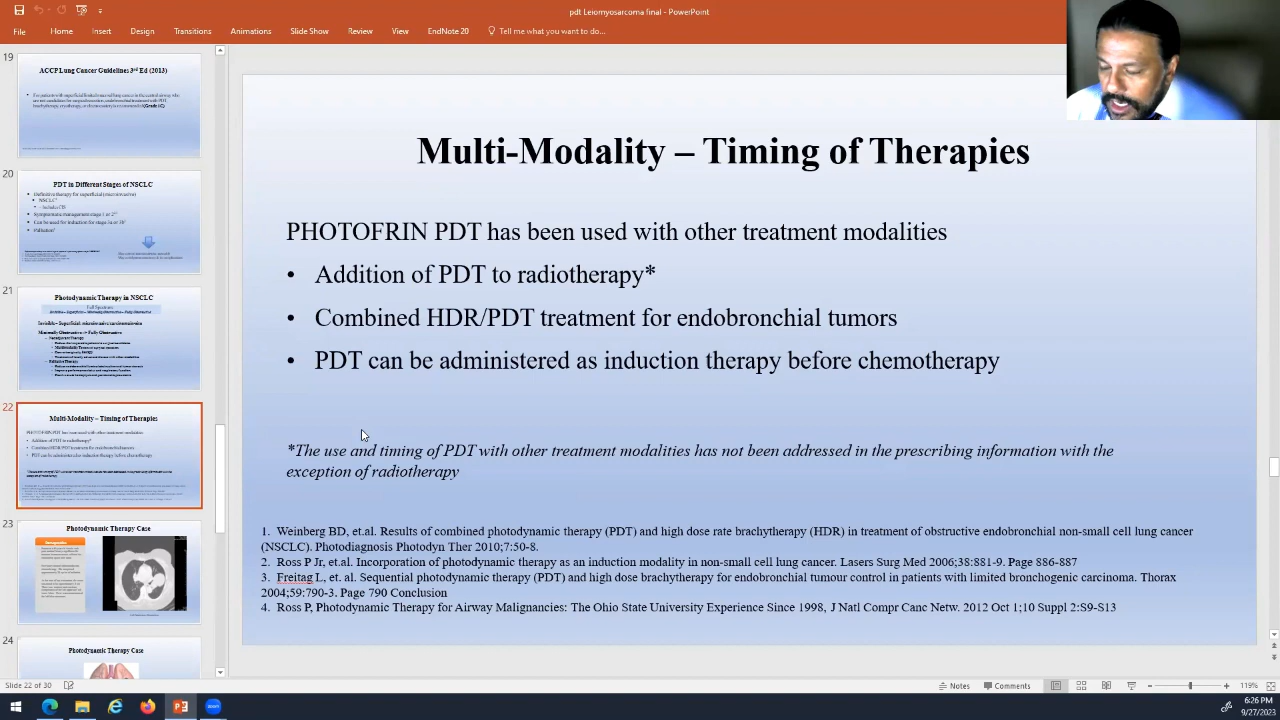 pdt Leiomyosarcoma final - PowerPoint
File Home Insert Design Transitions Animations Slide Show Review View EndNote 20 Tell me what you want to do...
19
ACCP Lung Cancer Guidelines 3rd Ed (2013)
20
PDT in Different Stages of NSCLC
21
Photodynamic Therapy in NSCLC
22
Multi-Modality – Timing of Therapies
23
Photodynamic Therapy Case
24
Photodynamic Therapy Case
Multi-Modality – Timing of Therapies
PHOTOFRIN PDT has been used with other treatment modalities
• Addition of PDT to radiotherapy*
• Combined HDR/PDT treatment for endobronchial tumors
• PDT can be administered as induction therapy before chemotherapy
*The use and timing of PDT with other treatment modalities has not been addressed in the prescribing information with the
exception of radiotherapy
1. Weinberg BD, et.al. Results of combined photodynamic therapy (PDT) and high dose rate brachytherapy (HDR) in treatment of obstructive endobronchial non-small cell lung cancer
(NSCLC). Photodiagnosis Photodyn Ther 2010;7:50-8.
2. Ross P Jr, et.al. Incorporation of photodynamic therapy as an induction modality in non-small cell lung cancer. Lasers Surg Med 2006;38:881-9. Page 886-887
3. Freitag L, et. al. Sequential photodynamic therapy (PDT) and high dose brachytherapy for endobronchial tumour control in patients with limited bronchogenic carcinoma. Thorax
2004;59:790-3. Page 790 Conclusion
4. Ross P, Photodynamic Therapy for Airway Malignancies: The Ohio State University Experience Since 1998, J Natl Compr Canc Netw. 2012 Oct 1;10 Suppl 2:S9-S13
Slide 22 of 30 Notes Comments 119%
6:26 PM
9/27/2023